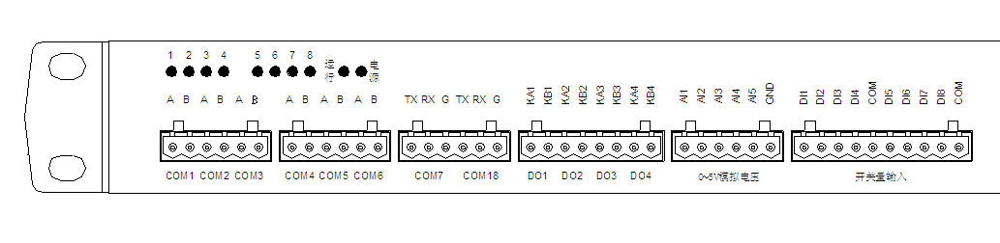 1 2 3 4 5 6 7 8 运行 电源
A B A B A B A B A B A B TX RX G TX RX G KA1 KB1 KA2 KB2 KA3 KB3 KA4 KB4 AI1 AI2 AI3 AI4 AI5 GND DI1 DI2 DI3 DI4 COM DI5 DI6 DI7 DI8 COM
COM1 COM2 COM3 COM4 COM5 COM6 COM7 COM18 DO1 DO2 DO3 DO4 0~5V模拟电压 开关量输入